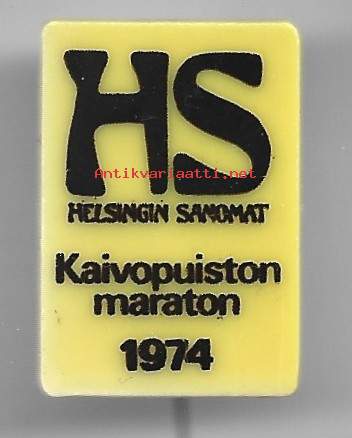 HS
Antikvariaatti.net
HELSINGIN SANOMAT
Kaivopuiston
maraton
1974